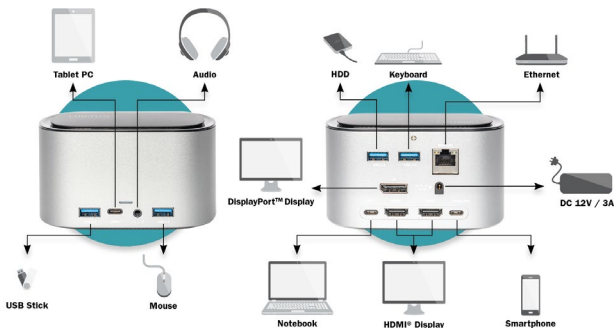 Tablet PC
Audio
HDD
Keyboard
Ethernet
DisplayPort™ Display
DC 12V / 3A
USB Stick
Mouse
Notebook
HDMI® Display
Smartphone